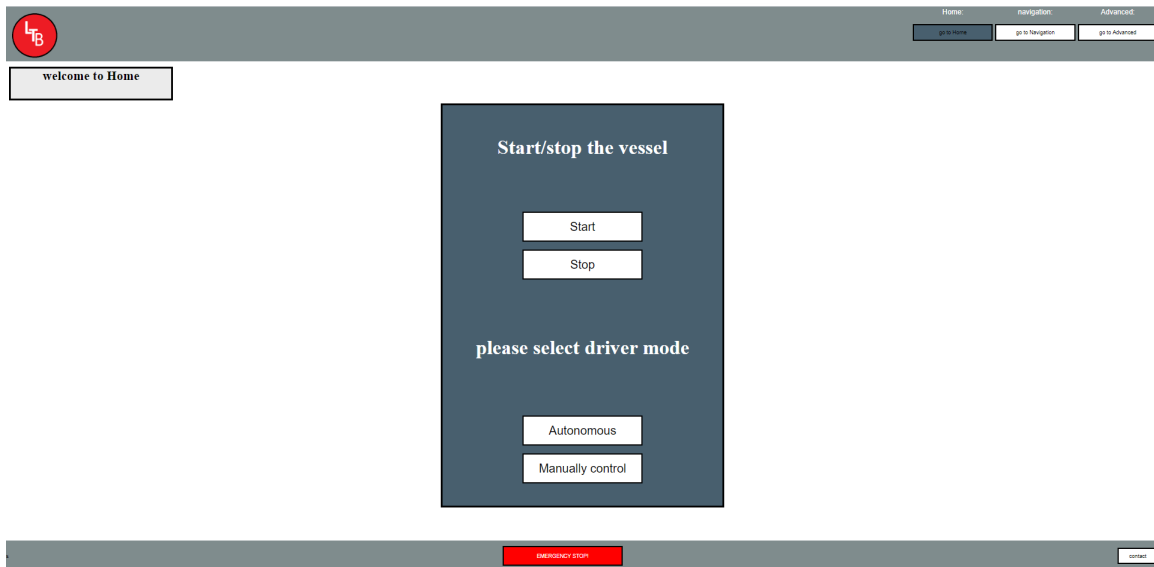 LTB
Home: navigation: Advanced:
go to Home go to Navigation go to Advanced
welcome to Home
Start/stop the vessel
Start
Stop
please select driver mode
Autonomous
Manually control
EMERGENCY STOP! contact